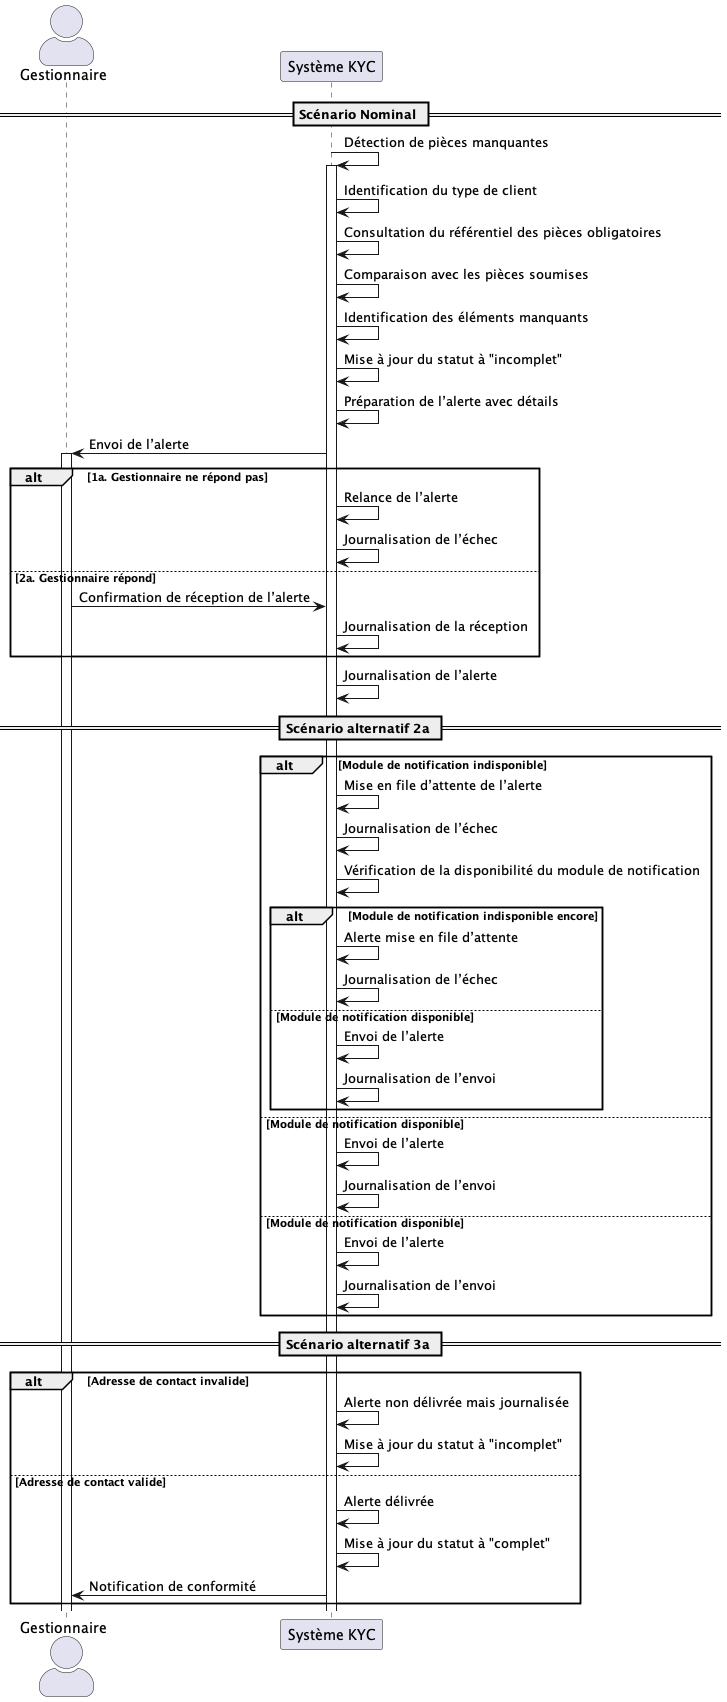 Gestionnaire
Système KYC
Scénario Nominal
Détection de pièces manquantes
Identification du type de client
Consultation du référentiel des pièces obligatoires
Comparaison avec les pièces soumises
Identification des éléments manquants
Mise à jour du statut à "incomplet"
Préparation de l’alerte avec détails
Envoi de l’alerte
alt [1a. Gestionnaire ne répond pas]
Relance de l’alerte
Journalisation de l’échec
[2a. Gestionnaire répond]
Confirmation de réception de l’alerte
Journalisation de la réception
Journalisation de l’alerte
Scénario alternatif 2a
alt [Module de notification indisponible]
Mise en file d’attente de l’alerte
Journalisation de l’échec
Vérification de la disponibilité du module de notification
alt [Module de notification indisponible encore]
Alerte mise en file d’attente
Journalisation de l’échec
[Module de notification disponible]
Envoi de l’alerte
Journalisation de l’envoi
[Module de notification disponible]
Envoi de l’alerte
Journalisation de l’envoi
[Module de notification disponible]
Envoi de l’alerte
Journalisation de l’envoi
Scénario alternatif 3a
alt [Adresse de contact invalide]
Alerte non délivrée mais journalisée
Mise à jour du statut à "incomplet"
[Adresse de contact valide]
Alerte délivrée
Mise à jour du statut à "complet"
Notification de conformité
Gestionnaire
Système KYC